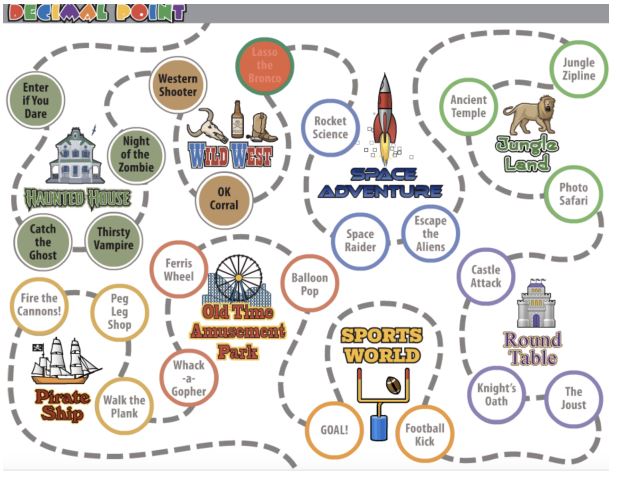 DECIMAL POINT
Lasso
the
Bronco
Jungle
Zipline
Western
Shooter
Enter
if You
Dare
Ancient
Temple
Rocket
Science
Night
of the
Zombie
WILD WEST
Jungle
Land
SPACE
ADVENTURE
HAUNTED HOUSE
OK
Corral
Photo
Safari
Catch
the
Ghost
Thirsty
Vampire
Space
Raider
Escape
the
Aliens
Ferris
Wheel
Balloon
Pop
Castle
Attack
Fire the
Cannons!
Peg
Leg
Shop
Old Time
Amusement
Park
SPORTS
WORLD
Round
Table
Whack
-a-
Gopher
Pirate
Ship
Walk the
Plank
Knight's
Oath
The
Joust
GOAL!
Football
Kick